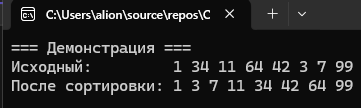 C:\Users\alion\source\repos\C
=== Демонстрация ===
Исходный: 1 34 11 64 42 3 7 99
После сортировки: 1 3 7 11 34 42 64 99